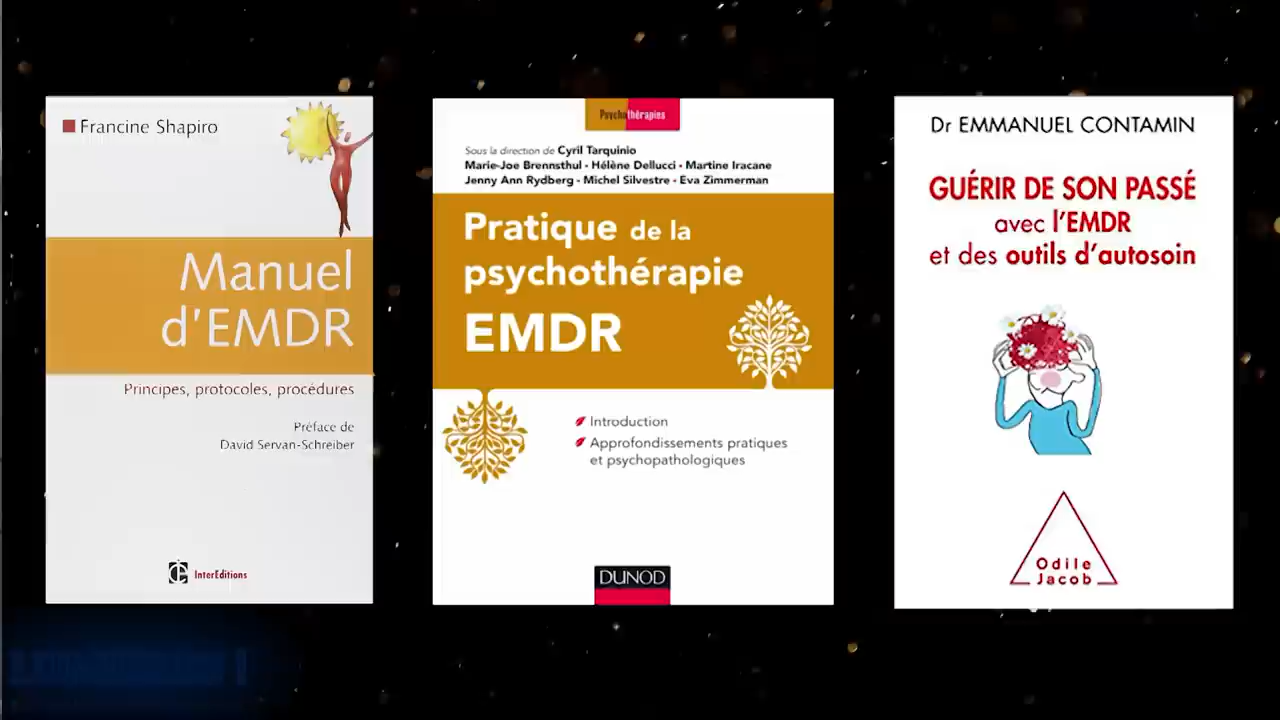 Francine Shapiro
Manuel
d'EMDR
Principes, protocoles, procédures
Préface de
David Servan-Schreiber
InterEditions
Psychothérapies
Sous la direction de Cyril Tarquinio
Marie-Joe Brennsthul - Hélène Dellucci - Martine Iracane
Jenny Ann Rydberg - Michel Silvestre - Eva Zimmerman
Pratique de la
psychothérapie
EMDR
Introduction
Approfondissements pratiques
et psychopathologiques
DUNOD
Dr EMMANUEL CONTAMIN
GUÉRIR DE SON PASSÉ
avec l'EMDR
et des outils d'autosoin
Odile
Jacob